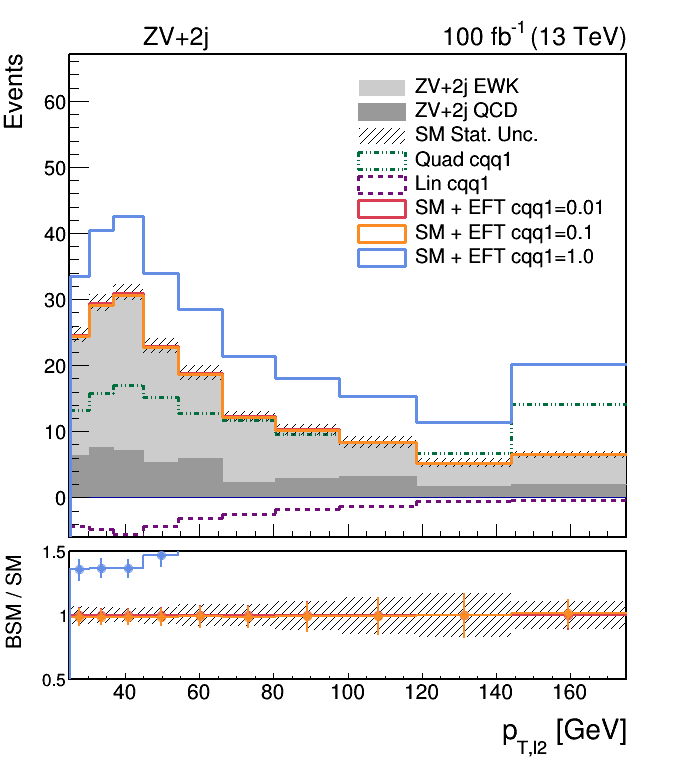 ZV+2j
100 fb-1 (13 TeV)
Events
60
50
40
30
20
10
0
ZV+2j EWK
ZV+2j QCD
SM Stat. Unc.
Quad cqq1
Lin cqq1
SM + EFT cqq1=0.01
SM + EFT cqq1=0.1
SM + EFT cqq1=1.0
BSM / SM
1.5
1
0.5
40 60 80 100 120 140 160
pT,l2 [GeV]